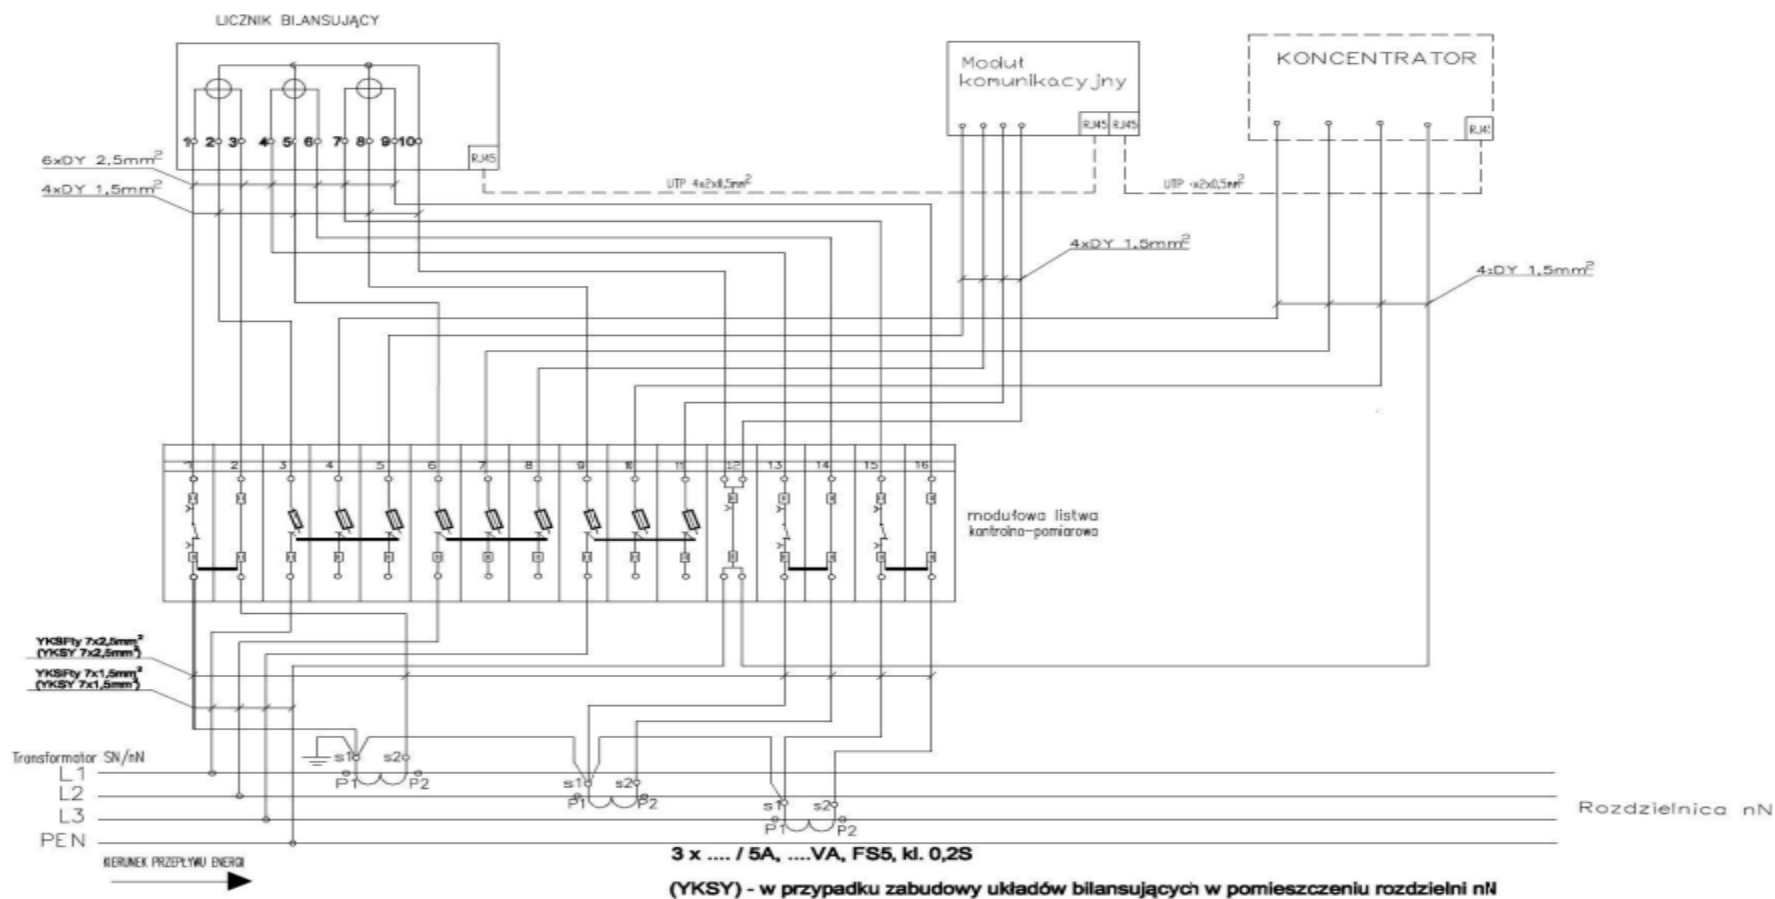 LICZNIK BILANSUJĄCY
Moduł
komunikacyjny
KONCENTRATOR
1 2 3 4 5 6 7 8 9 10
RJ45
RJ45 RJ45
6xDY 2,5mm²
4xDY 1,5mm²
UTP 4x2x0,5mm²
4xDY 1,5mm²
1 2 3 4 5 6 7 8 9 10 11 12 13 14 15 16
modułowa listwa
kontrolno-pomiarowa
YKSFty 7x2,5mm²
(YKSY 7x2,5mm²)
YKSFty 7x1,5mm²
(YKSY 7x1,5mm²)
Transformator SN/nN
L1
L2
L3
PEN
s1 s2
P1 P2
s1 s2
P1 P2
s1 s2
P1 P2
Rozdzielnica nN
KIERUNEK PRZEPŁYWU ENERGI
3 x .... / 5A, ....VA, FS5, kl. 0,2S
(YKSY) - w przypadku zabudowy układów bilansujących w pomieszczeniu rozdzielni nN